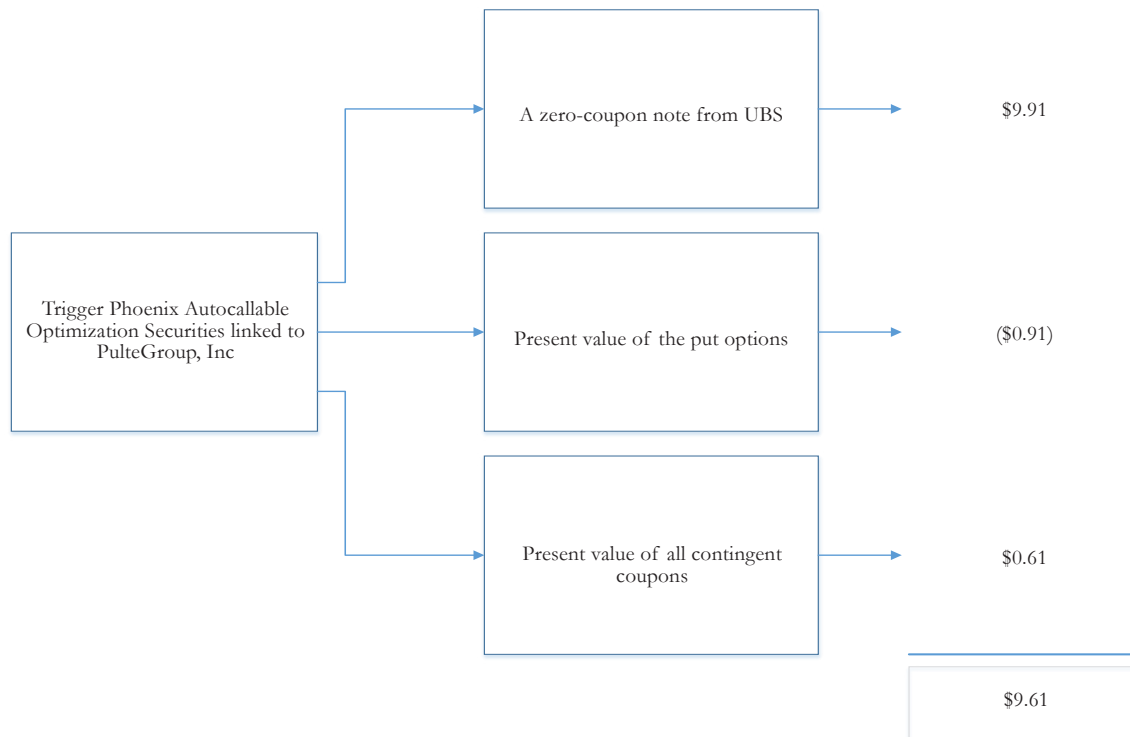 A zero-coupon note from UBS
$9.91
Trigger Phoenix Autocallable
Optimization Securities linked to
PulteGroup, Inc
Present value of the put options
($0.91)
Present value of all contingent
coupons
$0.61
$9.61